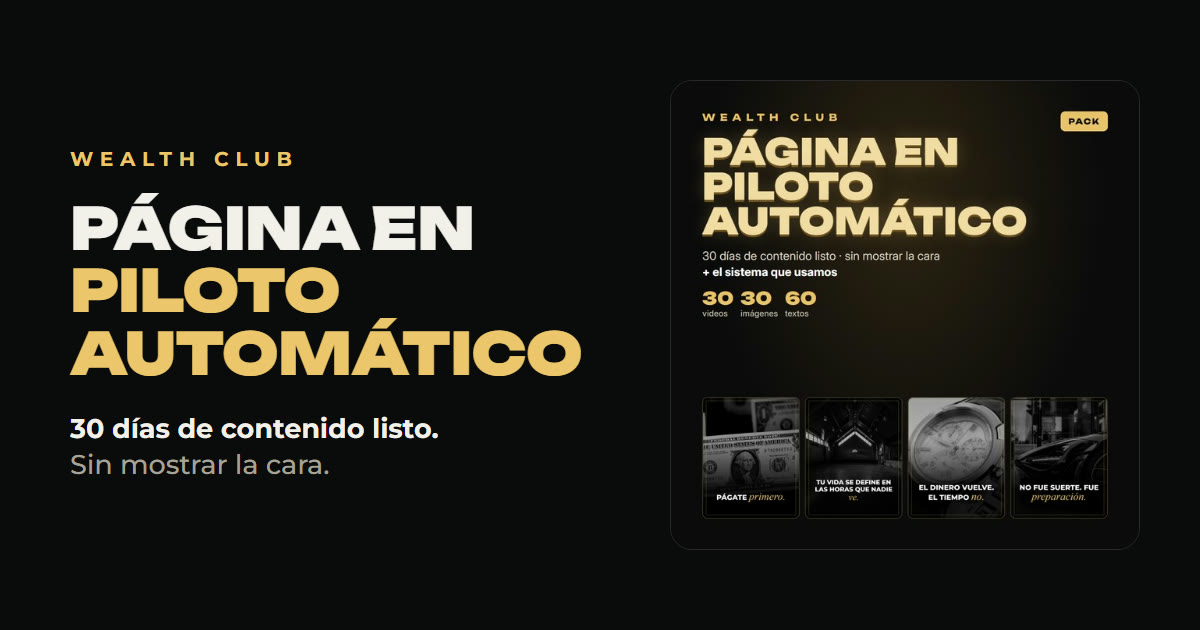 WEALTH CLUB
PÁGINA EN
PILOTO
AUTOMÁTICO
30 días de contenido listo.
Sin mostrar la cara.
WEALTH CLUB
PACK
PÁGINA EN
PILOTO
AUTOMÁTICO
30 días de contenido listo · sin mostrar la cara
+ el sistema que usamos
30 30 60
videos imágenes textos
PÁGATE primero.
TU VIDA SE DEFINE EN
LAS HORAS QUE NADIE
ve.
EL DINERO VUELVE.
EL TIEMPO no.
NO FUE SUERTE. FUE
preparación.